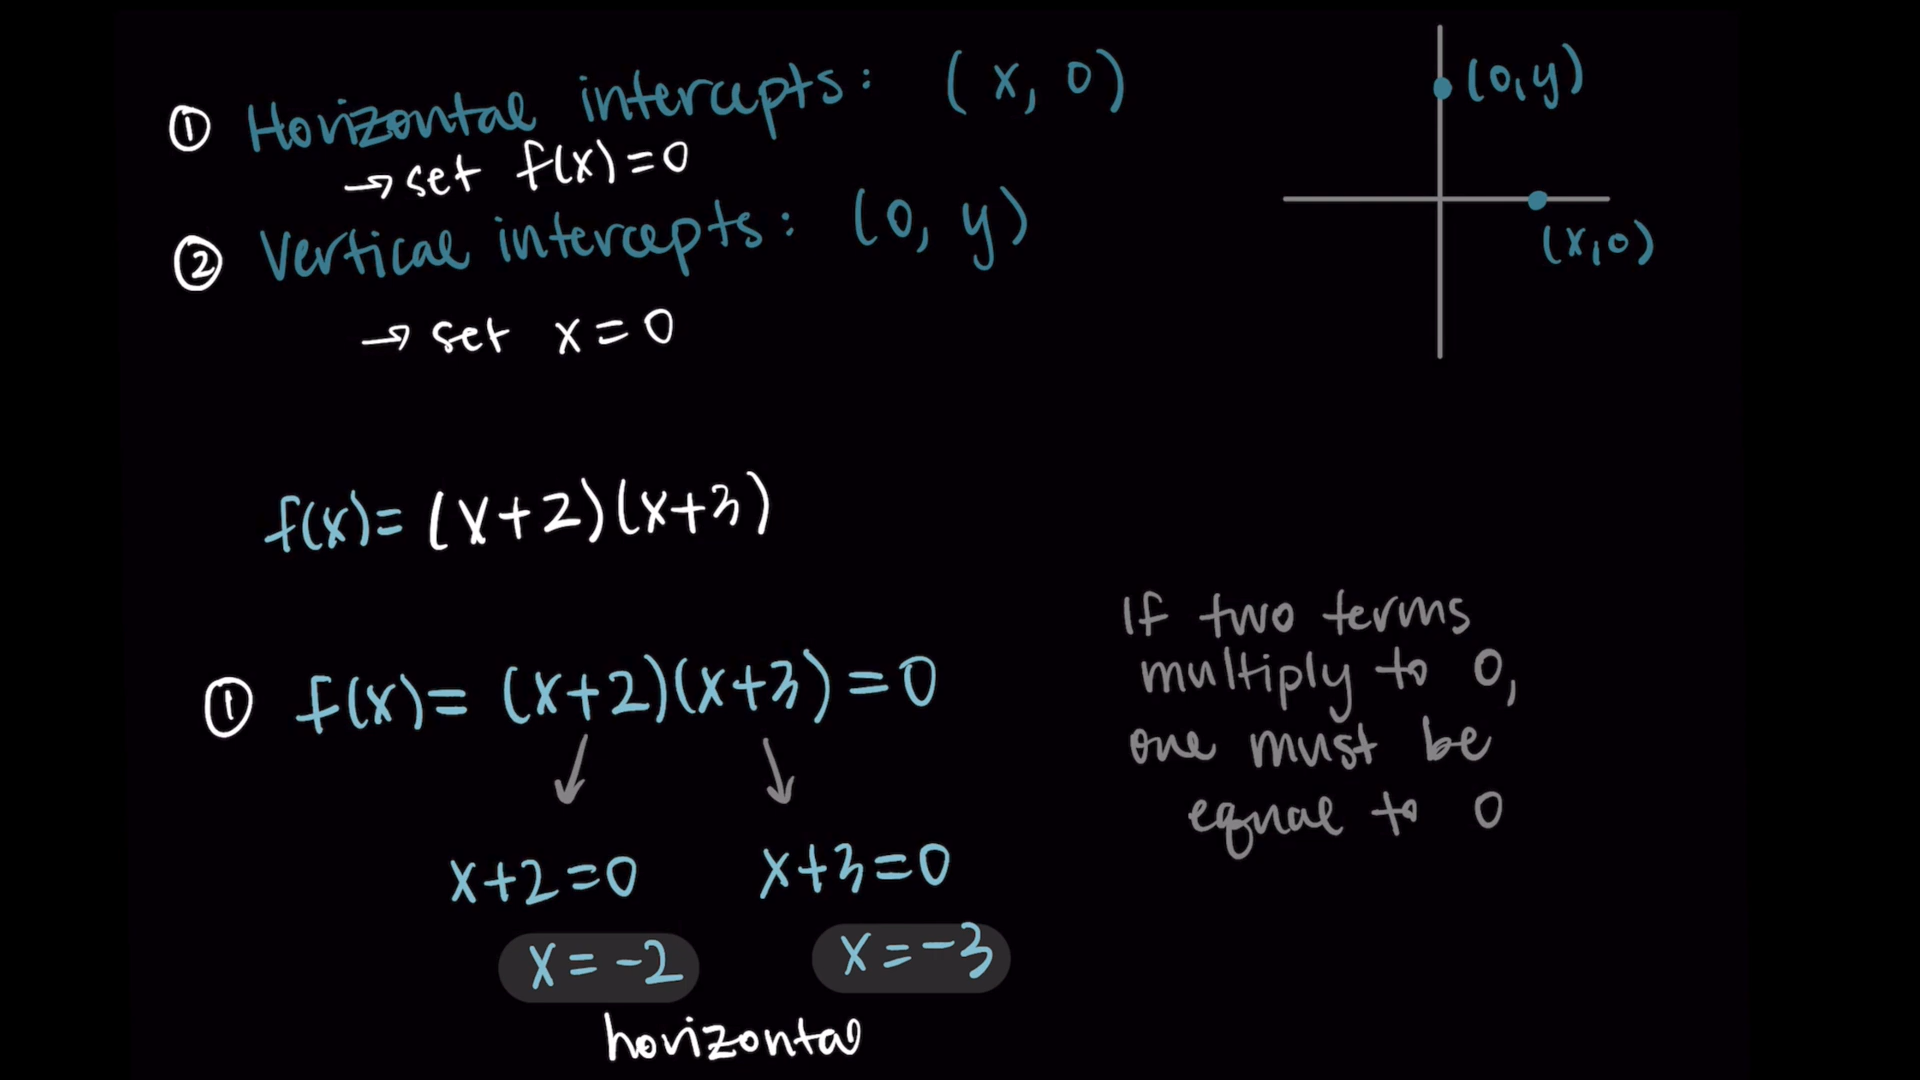 ① Horizontal intercepts: (x, 0)
→ set f(x)=0
② Vertical intercepts: (0, y)
→ set x=0
(0,y)
(x,0)
f(x)= (x+2)(x+3)
① f(x)= (x+2)(x+3)=0
x+2=0 x+3=0
x=-2 x=-3
horizontal
If two terms
multiply to 0,
one must be
equal to 0